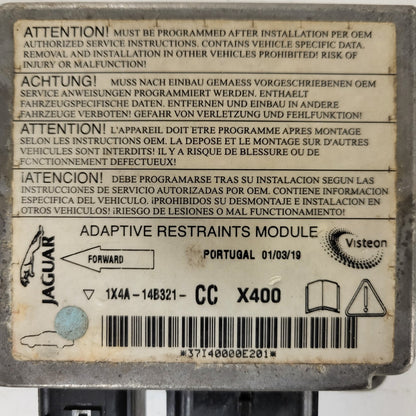 ATTENTION! MUST BE PROGRAMMED AFTER INSTALLATION PER OEM
AUTHORIZED SERVICE INSTRUCTIONS. CONTAINS VEHICLE SPECIFIC DATA.
REMOVAL AND INSTALLATION IN OTHER VEHICLES PROHIBITED! RISK OF
INJURY OR MALFUNCTION!
ACHTUNG! MUSS NACH EINBAU GEMAESS VORGESCHRIEBENEN OEM
SERVICE ANWEISUNGEN PROGRAMMIERT WERDEN. ENTHAELT
FAHRZEUGSPEZIFISCHE DATEN. ENTFERNEN UND EINBAU IN ANDERE
FAHRZEUGE VERBOTEN! GEFAHR VON VERLETZUNG UND FEHLFUNKTION!
ATTENTION! L'APPAREIL DOIT ETRE PROGRAMME APRES MONTAGE
SELON LES INSTRUCTIONS OEM. LA DEPOSE ET LE MONTAGE SUR D'AUTRES
VEHICULES SONT INTERDITS! IL Y A RISQUE DE BLESSURE OU DE
FONCTIONNEMENT DEFECTUEUX!
¡ATENCION! DEBE PROGRAMARSE TRAS SU INSTALACION SEGUN LAS
INSTRUCCIONES DE SERVICIO AUTORIZADAS POR OEM. CONTIENE INFORMACION
ESPECIFICA DEL VEHICULO. ¡PROHIBIDOS SU DESMONTAJE E INSTALACION
EN OTROS VEHICULOS! ¡RIESGO DE LESIONES O MAL FUNCIONAMIENTO!
JAGUAR
ADAPTIVE RESTRAINTS MODULE
Visteon
FORWARD
PORTUGAL 01/03/19
1X4A-14B321-CC X400
*37I40000E201*